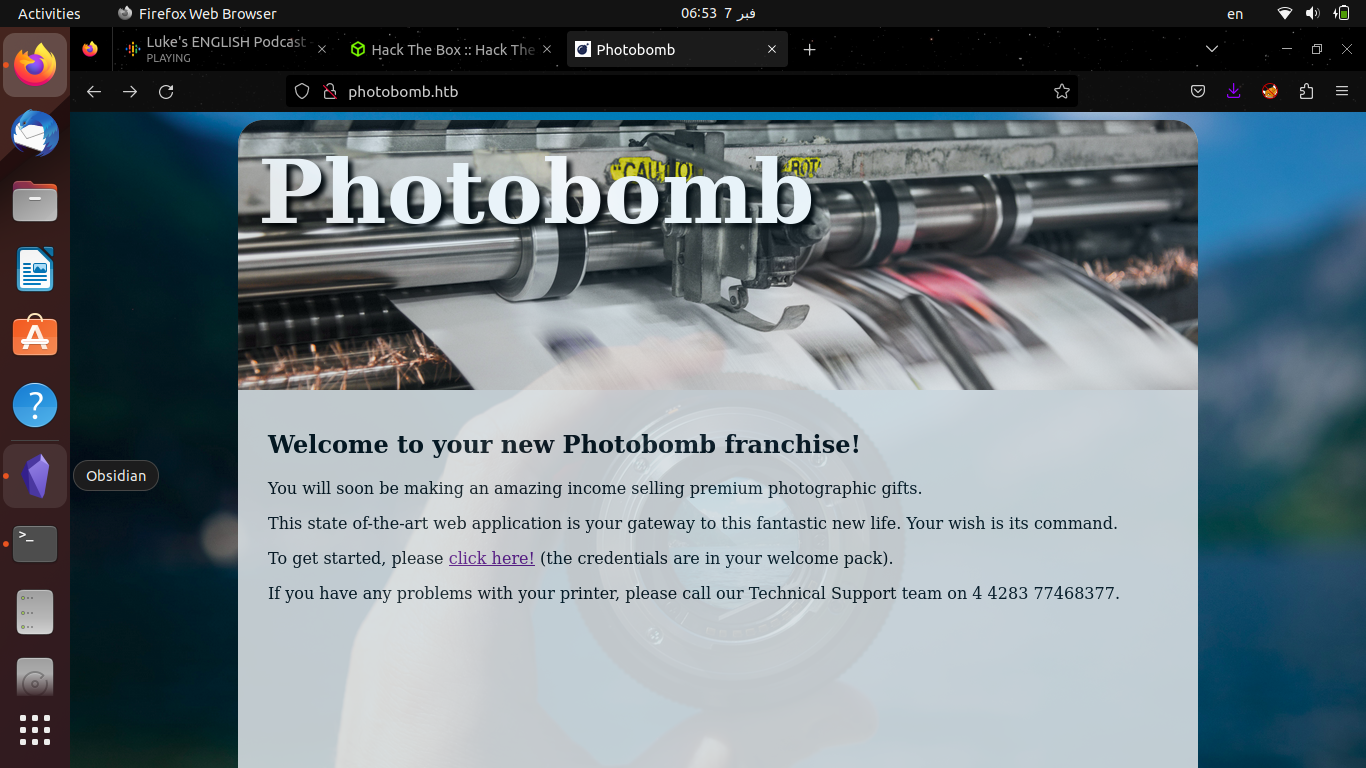 Activities
Firefox Web Browser
06:53 7 فبر
en
Luke's ENGLISH Podcast
PLAYING
Hack The Box :: Hack The
Photobomb
photobomb.htb
CAUTION
BOT
Photobomb
Welcome to your new Photobomb franchise!
You will soon be making an amazing income selling premium photographic gifts.
This state of-the-art web application is your gateway to this fantastic new life. Your wish is its command.
To get started, please click here! (the credentials are in your welcome pack).
If you have any problems with your printer, please call our Technical Support team on 4 4283 77468377.
Obsidian
>_